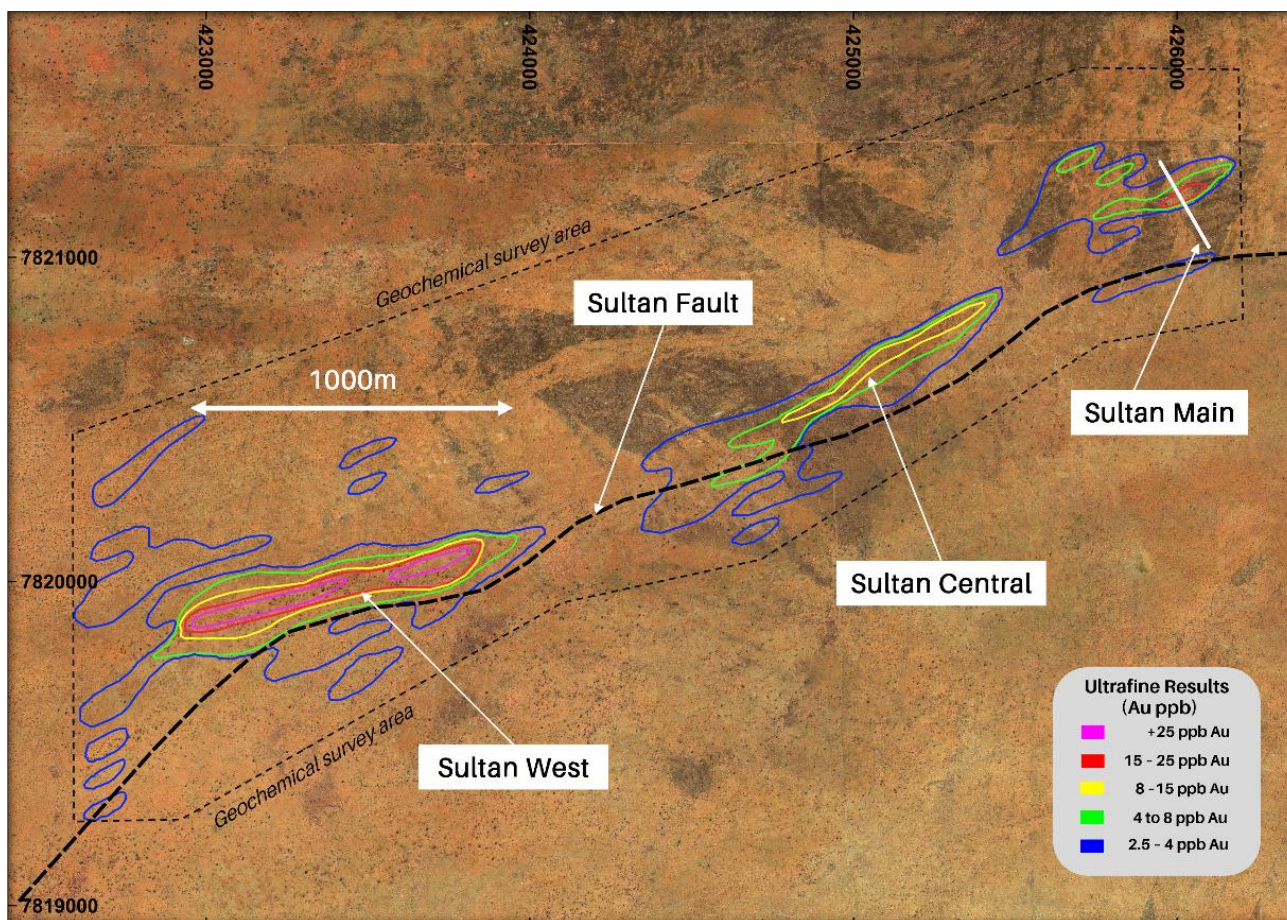 423000
424000
425000
426000
7821000
7820000
7819000
Geochemical survey area
Sultan Fault
1000m
Sultan Main
Sultan Central
Sultan West
Geochemical survey area
Ultrafine Results
(Au ppb)
+25 ppb Au
15 - 25 ppb Au
8 - 15 ppb Au
4 to 8 ppb Au
2.5 - 4 ppb Au